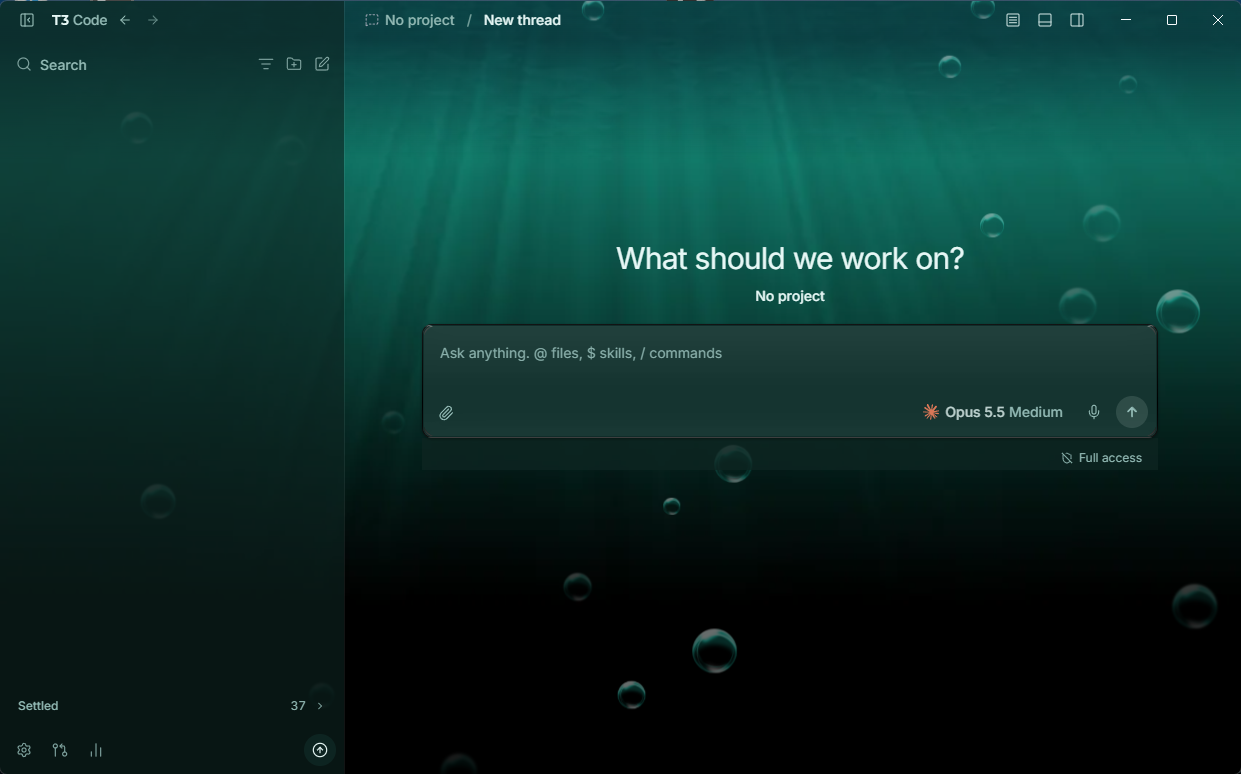 T3 Code
Search
Settled
37
No project / New thread
What should we work on?
No project
Ask anything. @ files, $ skills, / commands
Opus 5.5 Medium
Full access